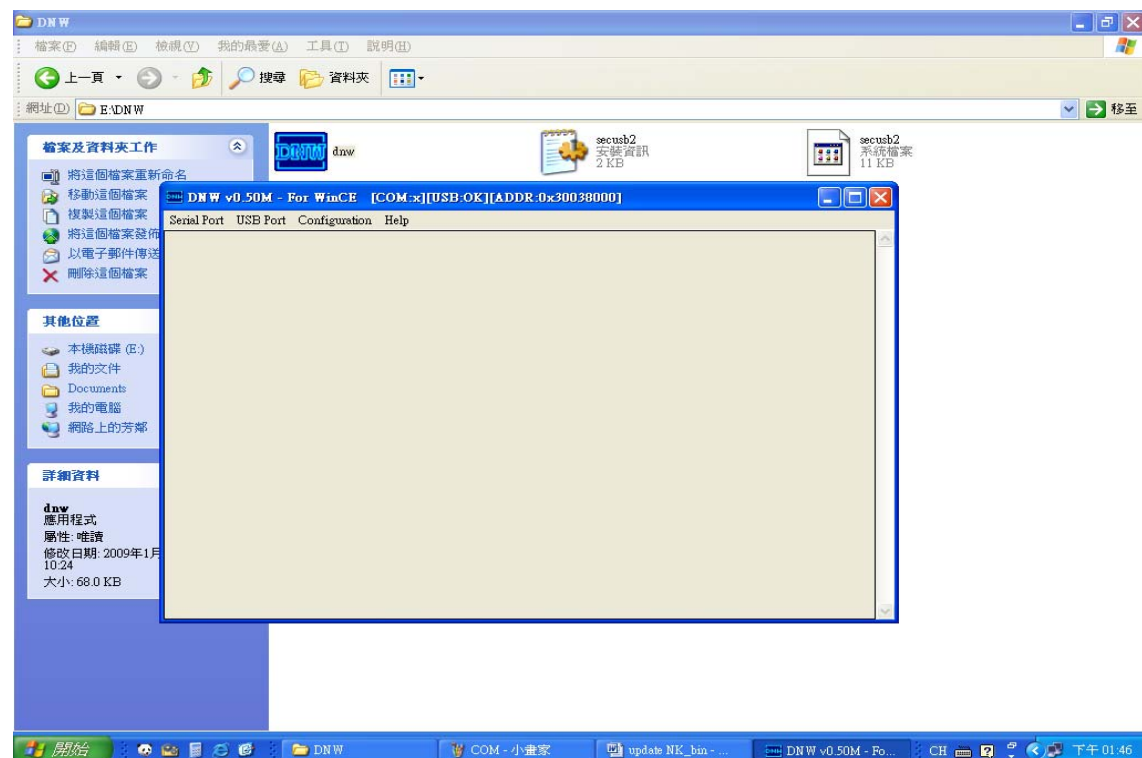 DNW
檔案(F) 編輯(E) 檢視(V) 我的最愛(A) 工具(T) 說明(H)
上一頁 搜尋 資料夾
網址(D) E:\DNW 移至
檔案及資料夾工作
將這個檔案重新命名
移動這個檔案
複製這個檔案
將這個檔案發佈
以電子郵件傳送
刪除這個檔案
其他位置
本機磁碟 (E:)
我的文件
Documents
我的電腦
網路上的芳鄰
詳細資料
dnw
應用程式
屬性: 唯讀
修改日期: 2009年1月
10:24
大小: 68.0 KB
DNW dnw
secusb2
安裝資訊
2 KB
secusb2
系統檔案
11 KB
DNW v0.50M - For WinCE [COM:x][USB:OK][ADDR:0x30038000]
Serial Port USB Port Configuration Help
開始 DNW COM - 小畫家 update NK_bin - ... DNW v0.50M - Fo... CH 下午 01:46